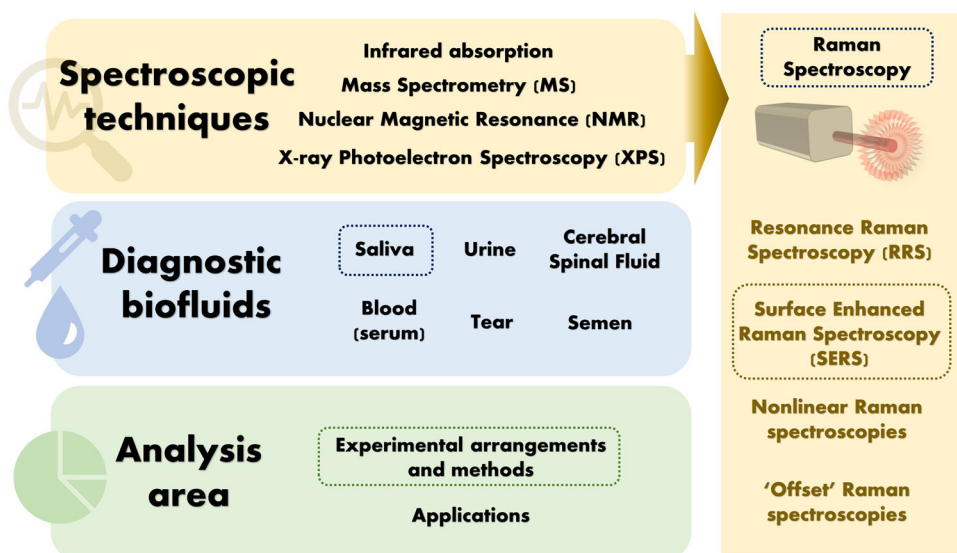 Spectroscopic
techniques
Infrared absorption
Mass Spectrometry (MS)
Nuclear Magnetic Resonance (NMR)
X-ray Photoelectron Spectroscopy (XPS)
Diagnostic
biofluids
Saliva
Urine
Cerebral
Spinal Fluid
Blood
(serum)
Tear
Semen
Analysis
area
Experimental arrangements
and methods
Applications
Raman
Spectroscopy
Resonance Raman
Spectroscopy (RRS)
Surface Enhanced
Raman Spectroscopy
(SERS)
Nonlinear Raman
spectroscopies
‘Offset’ Raman
spectroscopies